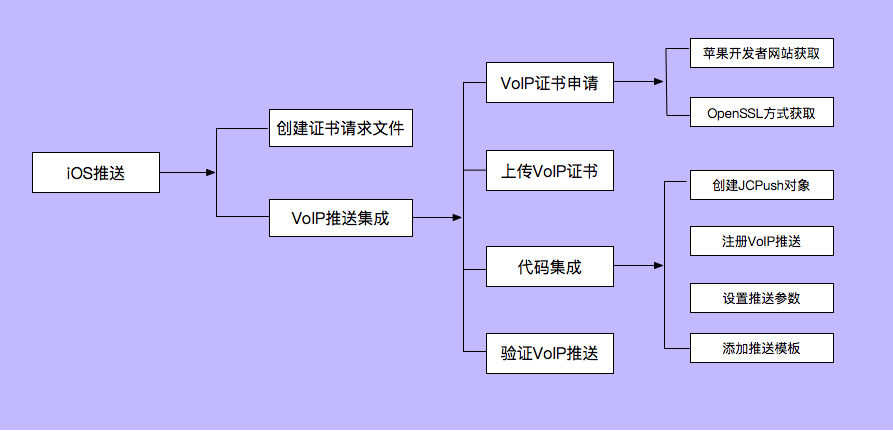 iOS推送
创建证书请求文件
VoIP推送集成
VoIP证书申请
上传VoIP证书
代码集成
验证VoIP推送
苹果开发者网站获取
OpenSSL方式获取
创建JCPush对象
注册VoIP推送
设置推送参数
添加推送模板